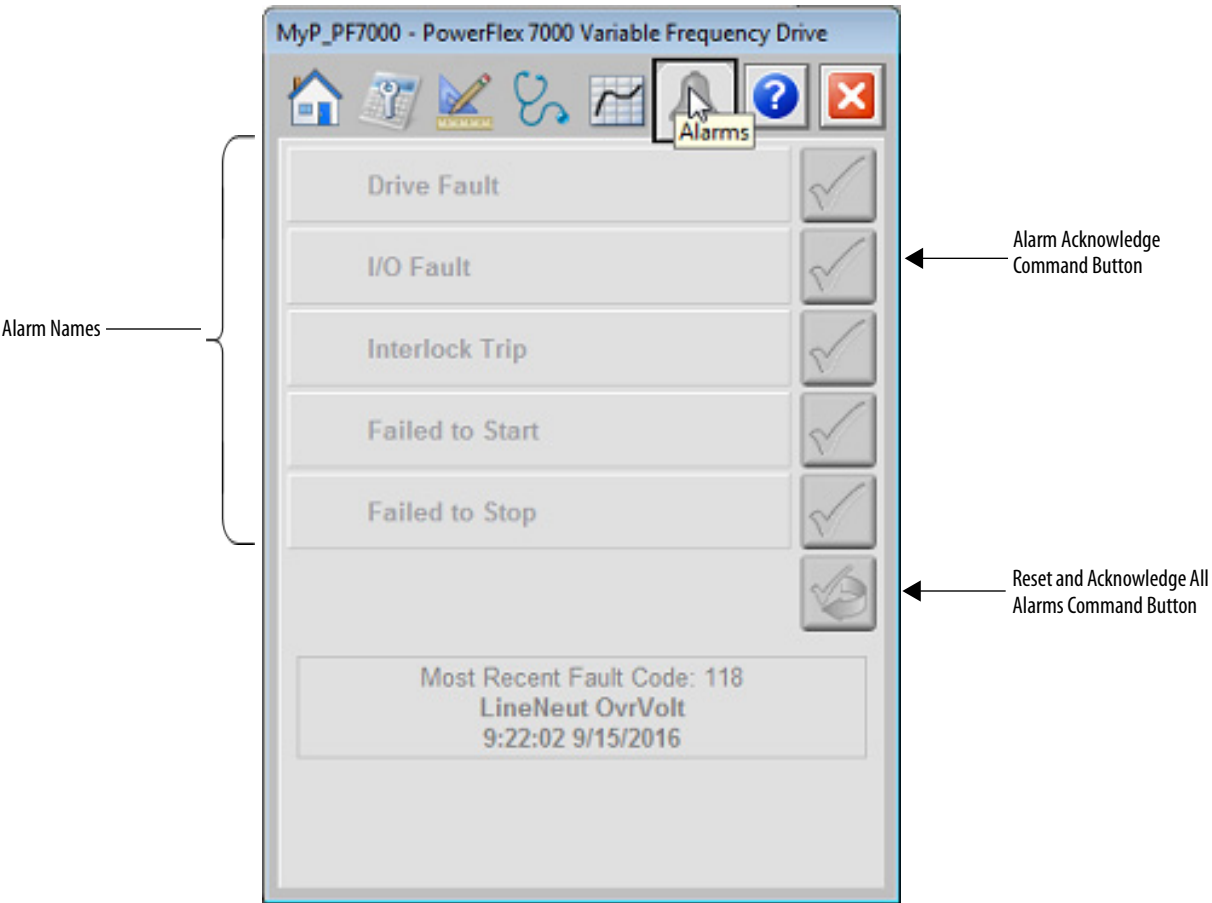 MyP_PF7000 - PowerFlex 7000 Variable Frequency Drive
?
Alarms
Drive Fault
Alarm Acknowledge
Command Button
I/O Fault
Alarm Names
Interlock Trip
Failed to Start
Failed to Stop
Reset and Acknowledge All
Alarms Command Button
Most Recent Fault Code: 118
LineNeut OvrVolt
9:22:02 9/15/2016